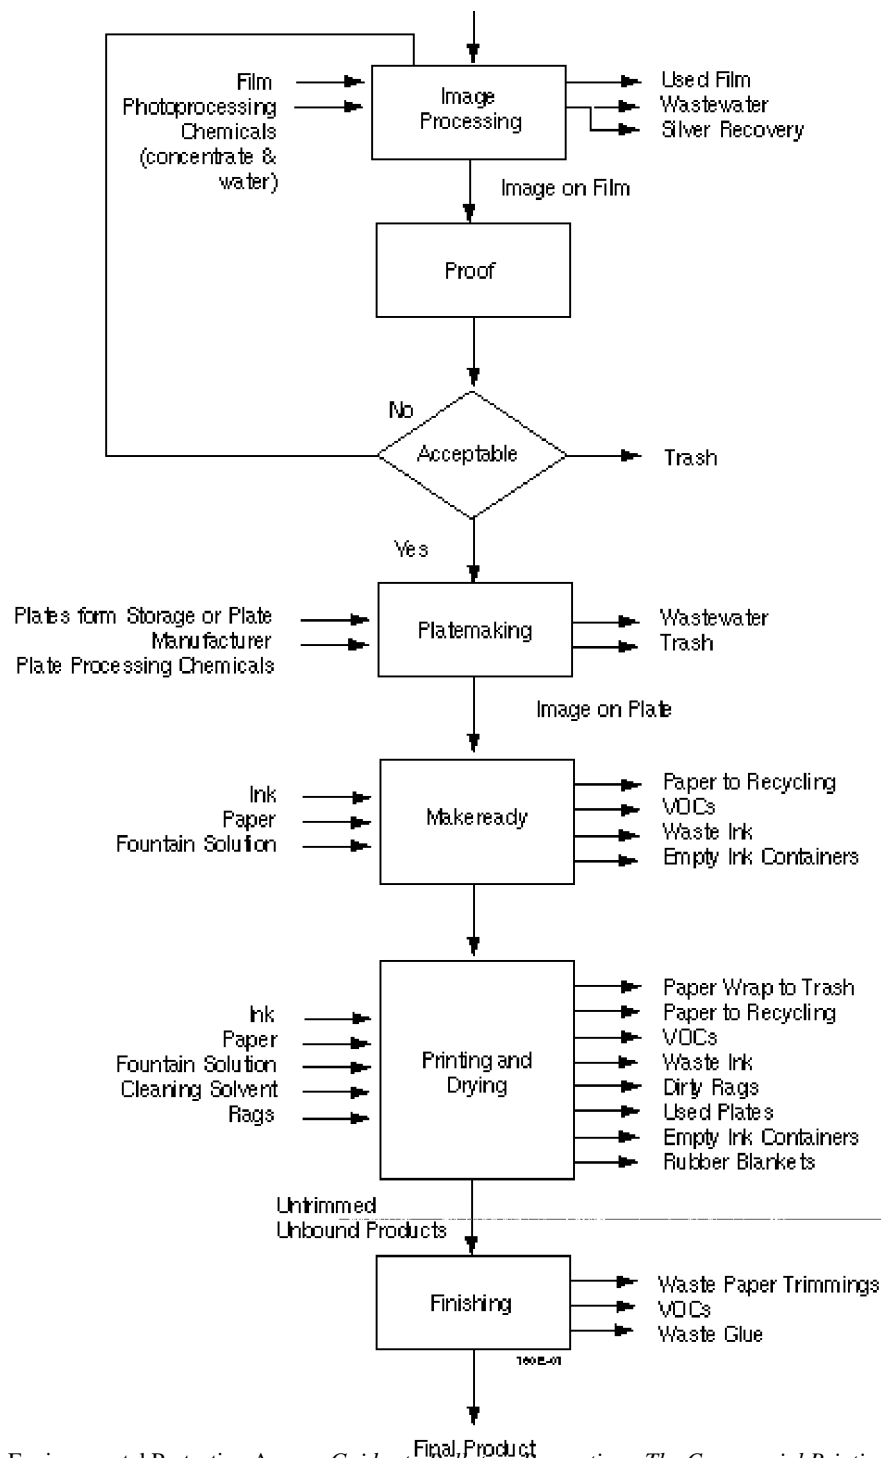 Film
Photoprocessing
Chemicals
(concentrate &
water)
Image
Processing
Used Film
Wastewater
Silver Recovery
Image on Film
Proof
No
Acceptable
Trash
Yes
Plates form Storage or Plate
Manufacturer
Plate Processing Chemicals
Platemaking
Wastewater
Trash
Image on Plate
Ink
Paper
Fountain Solution
Makeready
Paper to Recycling
VOCs
Waste Ink
Empty Ink Containers
Ink
Paper
Fountain Solution
Cleaning Solvent
Rags
Printing and
Drying
Paper Wrap to Trash
Paper to Recycling
VOCs
Waste Ink
Dirty Rags
Used Plates
Empty Ink Containers
Rubber Blankets
Untrimmed
Unbound Products
Finishing
Waste Paper Trimmings
VOCs
Waste Glue
Final Product